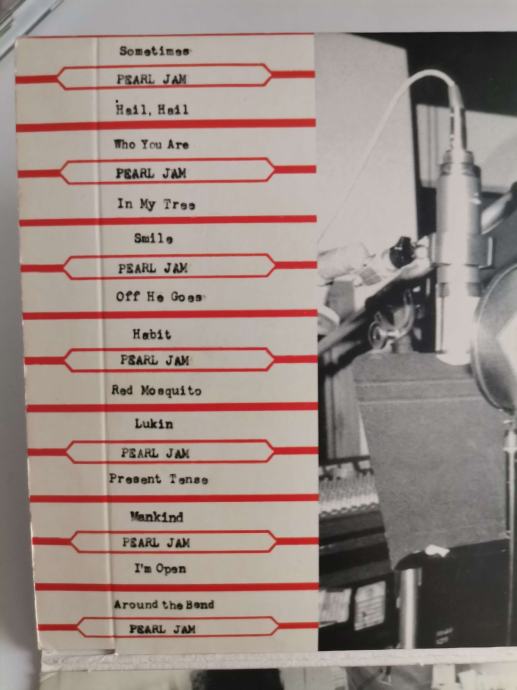 Sometimes
PEARL JAM
Hail, Hail
Who You Are
PEARL JAM
In My Tree
Smile
PEARL JAM
Off He Goes
Habit
PEARL JAM
Red Mosquito
Lukin
PEARL JAM
Present Tense
Mankind
PEARL JAM
I'm Open
Around the Bend
PEARL JAM